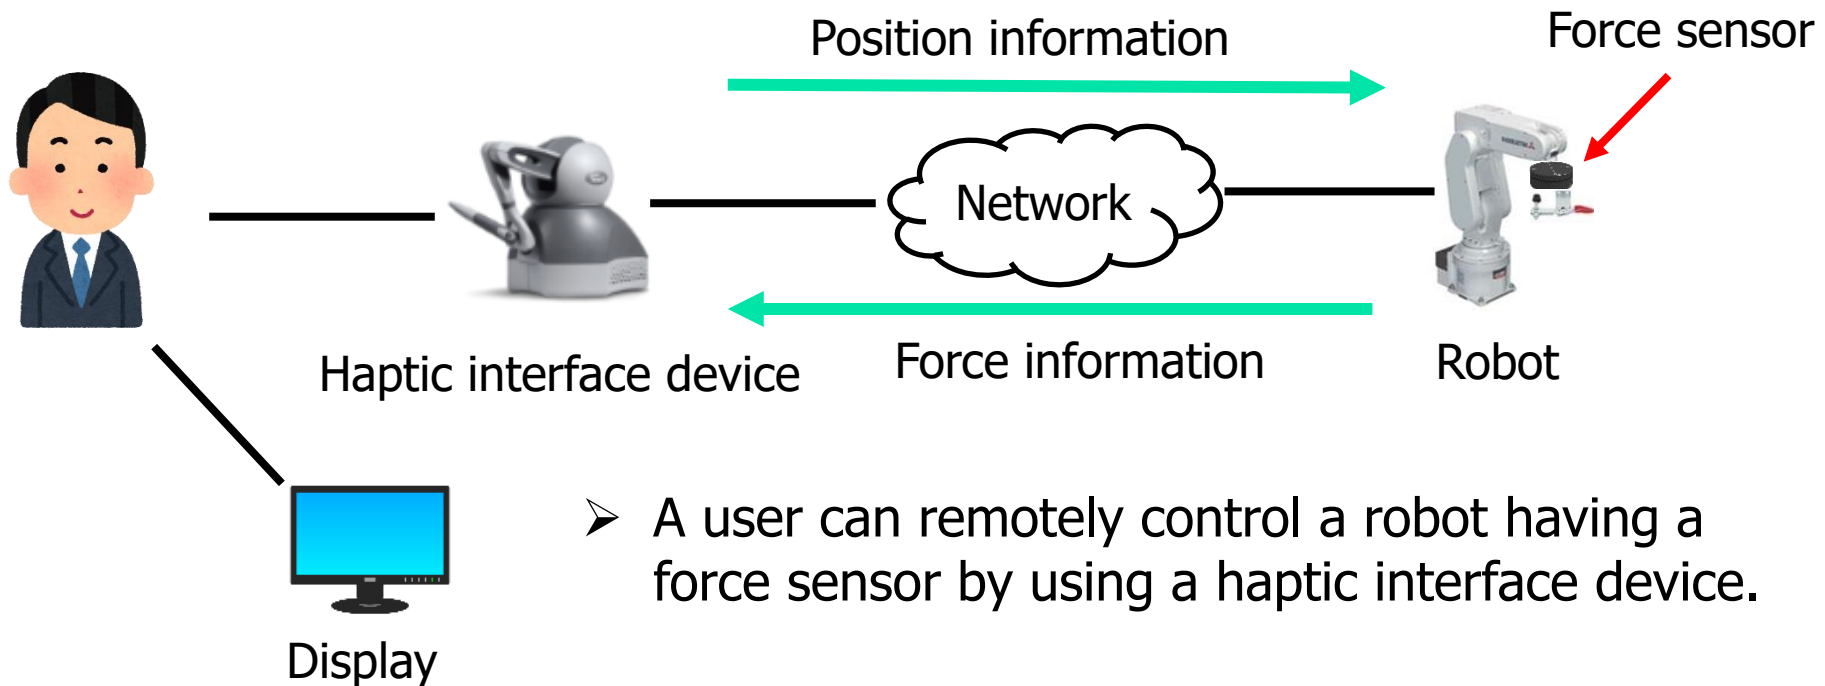 Position information
Force sensor
Network
Haptic interface device
Force information
Robot
➢ A user can remotely control a robot having a
force sensor by using a haptic interface device.
Display